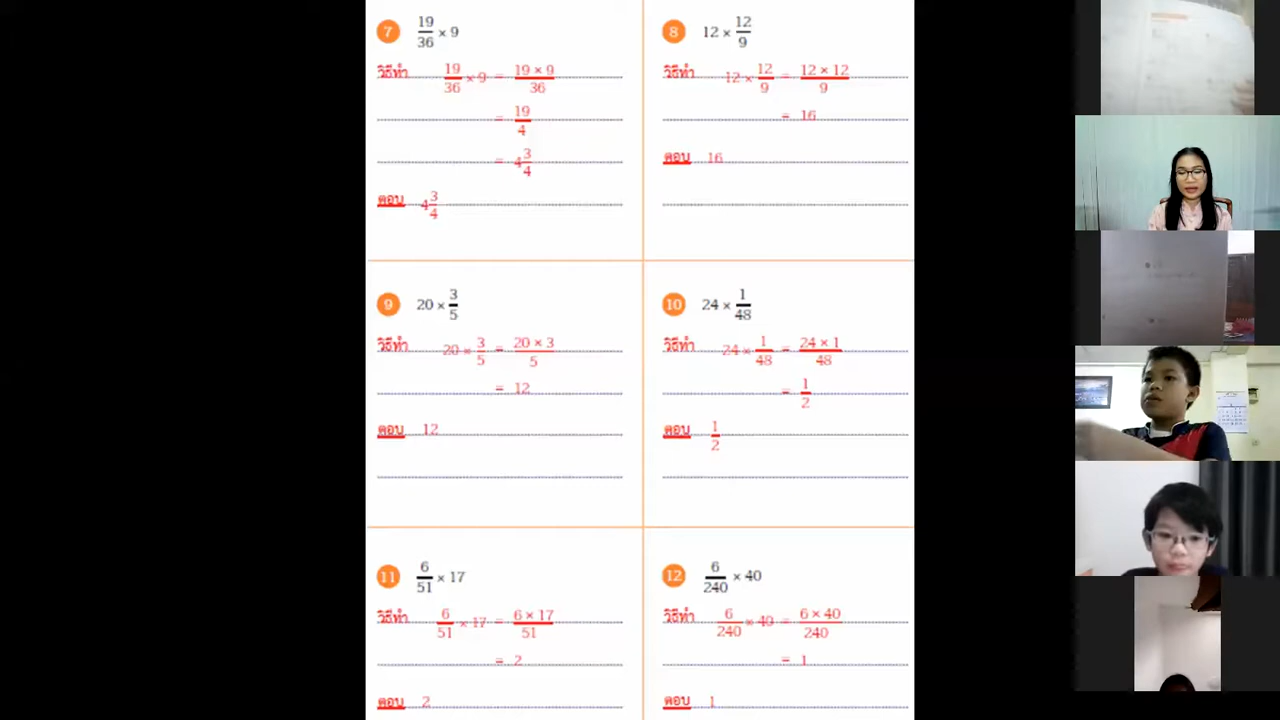 7 19/36 × 9
วิธีทำ 19/36 × 9 = 19 × 9/36
= 19/4
= 4 3/4
ตอบ 4 3/4
8 12 × 12/9
วิธีทำ 12 × 12/9 = 12 × 12/9
= 16
ตอบ 16
9 20 × 3/5
วิธีทำ 20 × 3/5 = 20 × 3/5
= 12
ตอบ 12
10 24 × 1/48
วิธีทำ 24 × 1/48 = 24 × 1/48
= 1/2
ตอบ 1/2
11 6/51 × 17
วิธีทำ 6/51 × 17 = 6 × 17/51
= 2
ตอบ 2
12 6/240 × 40
วิธีทำ 6/240 × 40 = 6 × 40/240
= 1
ตอบ 1